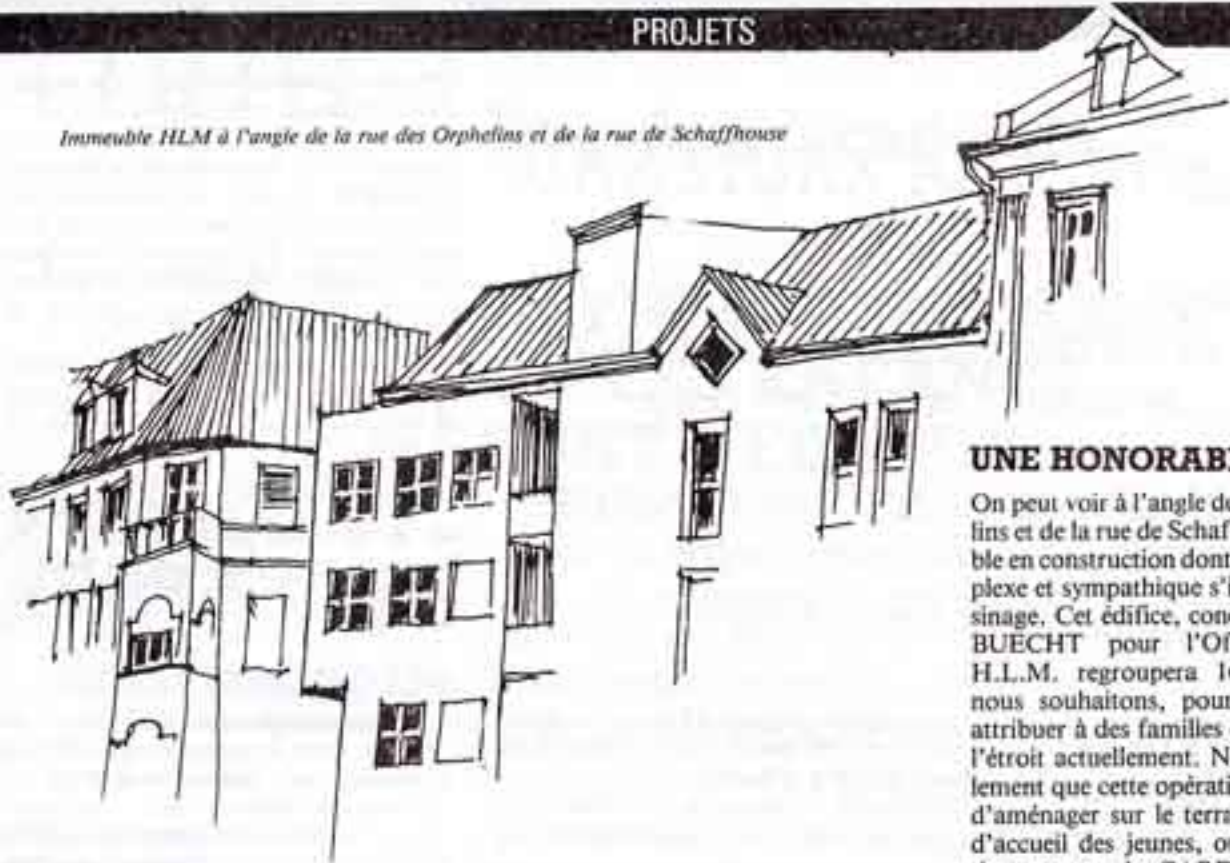 PROJETS
Immeuble HLM à l'angle de la rue des Orphelins et de la rue de Schaffhouse
UNE HONORABL
On peut voir à l'angle de
lins et de la rue de Schaf
ble en construction donn
plexe et sympathique s'i
sinage. Cet édifice, conç
BUECHT pour l'Of
H.L.M. regroupera 1
nous souhaitons, pour
attribuer à des familles
l'étroit actuellement. N
lement que cette opérati
d'aménager sur le terra
d'accueil des jeunes, o